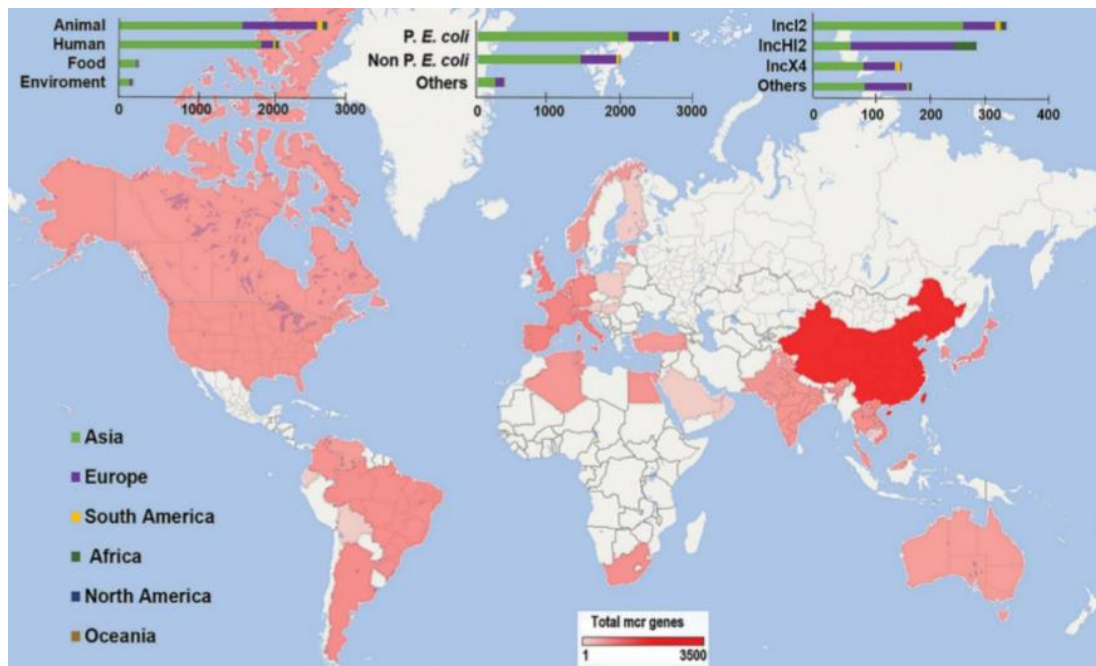 Animal
Human
Food
Enviroment
0 1000 2000 3000
P. E. coli
Non P. E. coli
Others
0 1000 2000 3000
IncI2
IncHI2
IncX4
Others
0 100 200 300 400
Asia
Europe
South America
Africa
North America
Oceania
Total mcr genes
1 3500